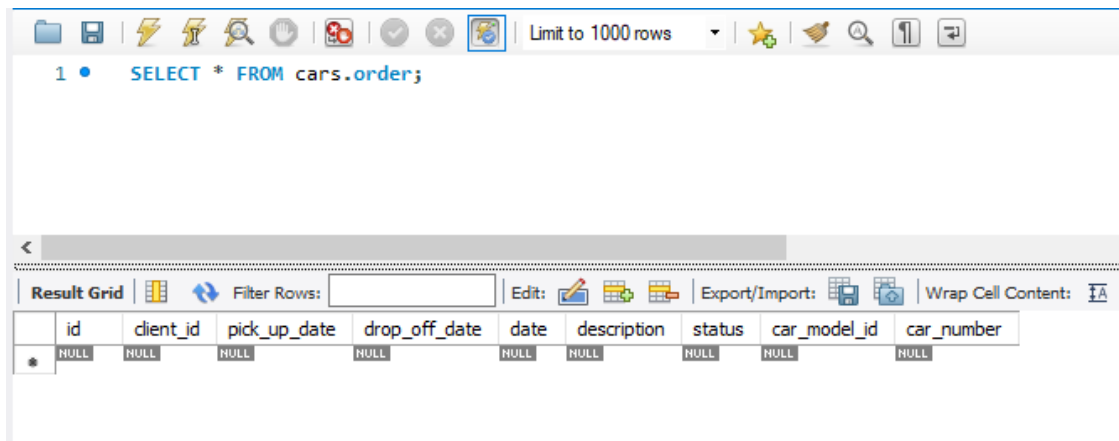 Limit to 1000 rows
1 SELECT * FROM cars.order;
Result Grid Filter Rows: Edit: Export/Import: Wrap Cell Content:
id client_id pick_up_date drop_off_date date description status car_model_id car_number
NULL NULL NULL NULL NULL NULL NULL NULL NULL